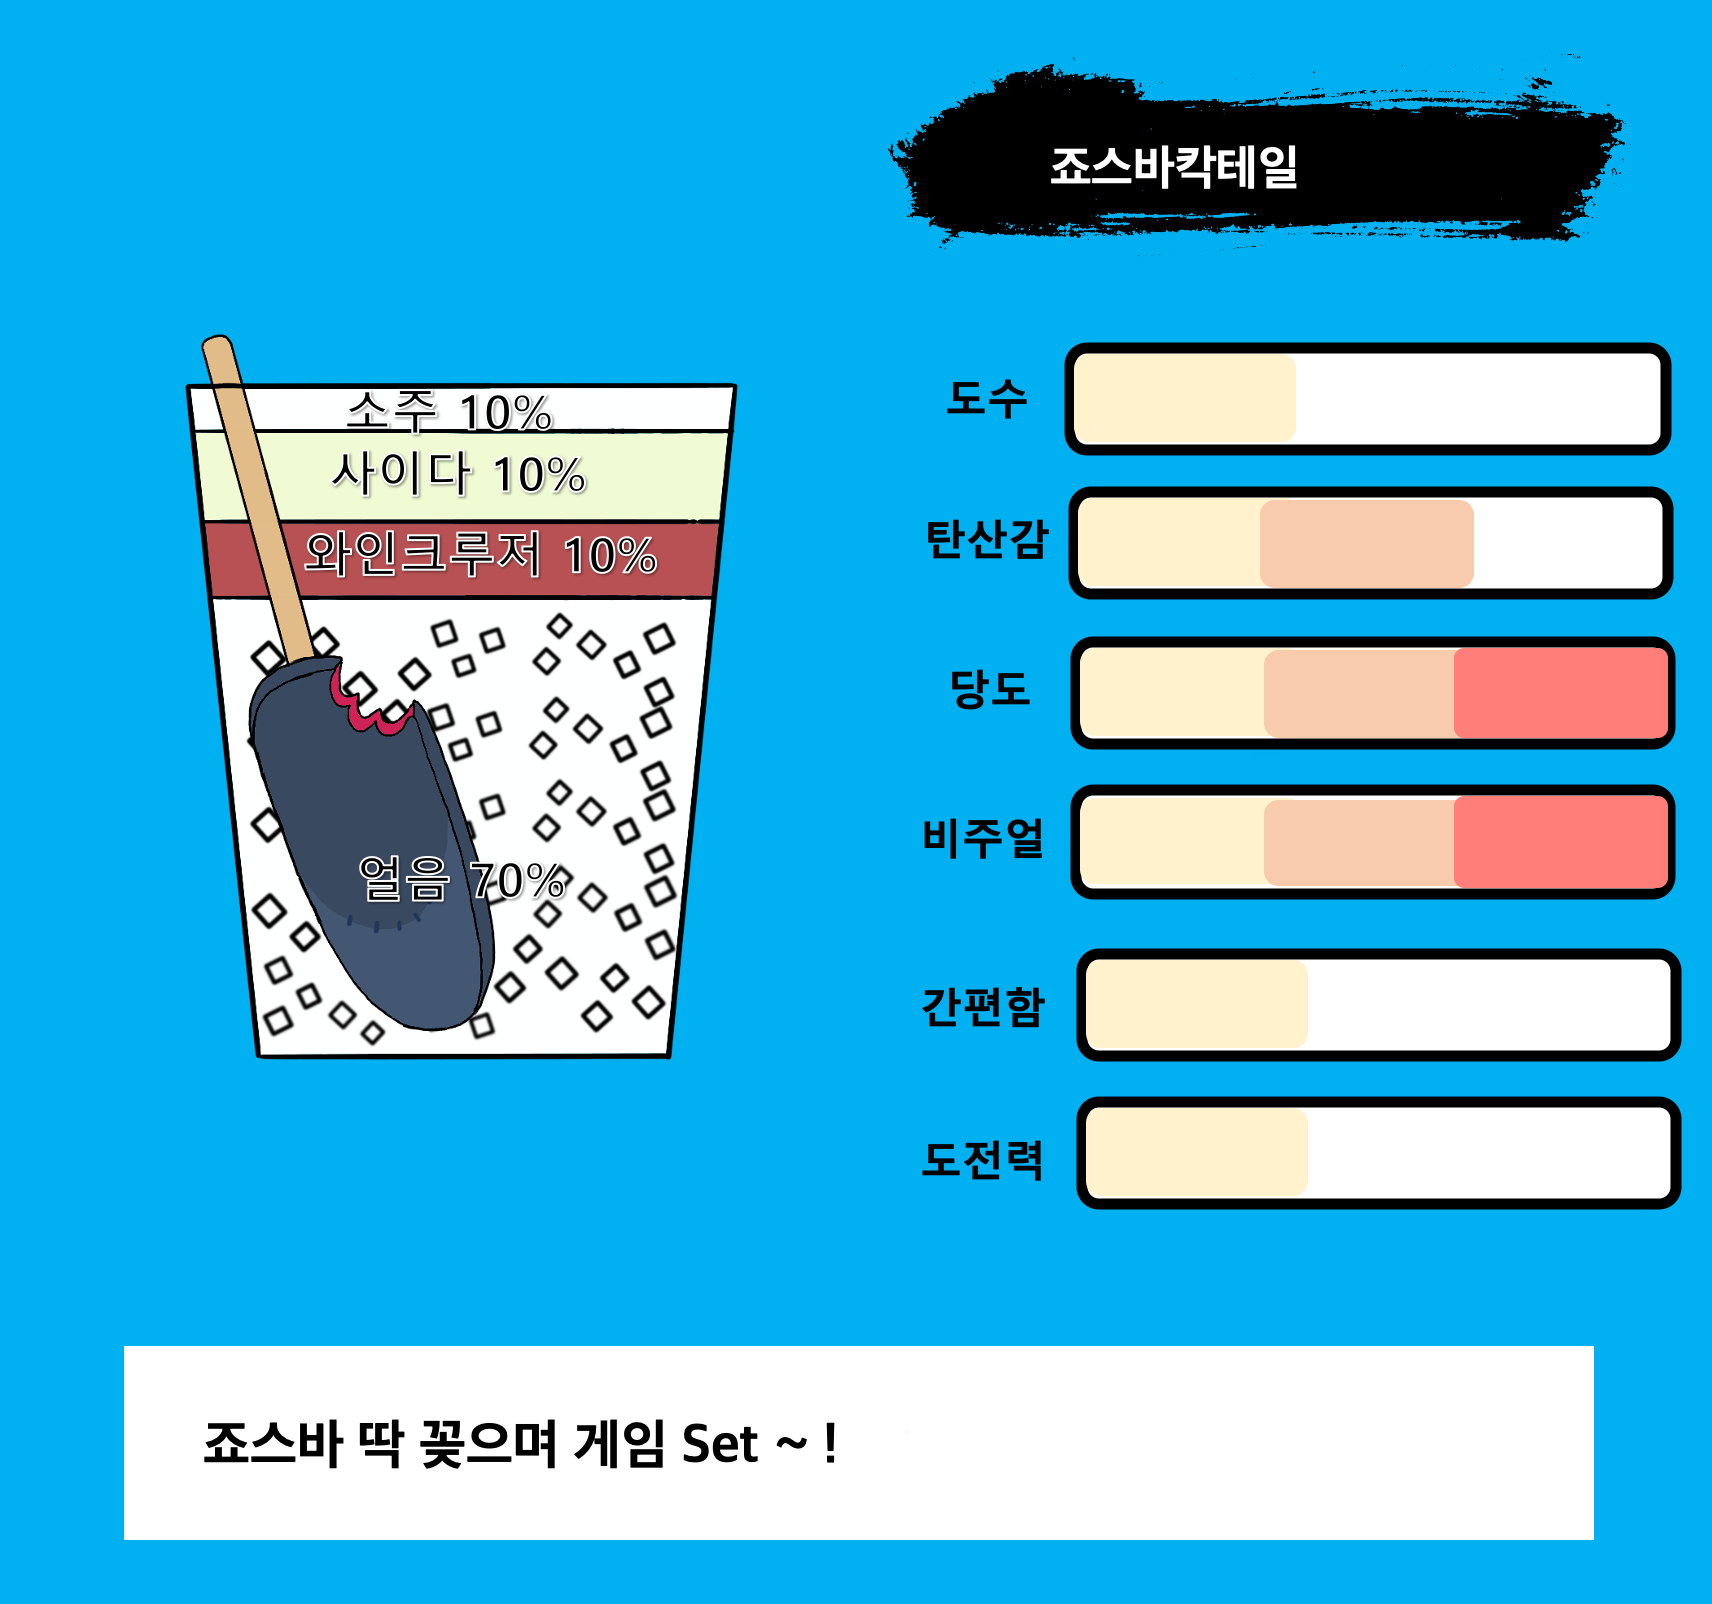 죠스바칵테일
소주 10%
사이다 10%
와인크루저 10%
얼음 70%
도수
탄산감
당도
비주얼
간편함
도전력
죠스바 딱 꽂으며 게임 Set ~ !